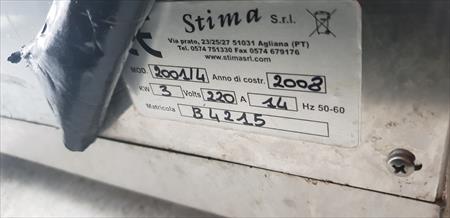 Stima S.r.l.
Via prato, 23/25/27 51031 Agliana (PT)
Tel. 0574 751330 Fax 0574 679176
www.stimasrl.com
MOD. 2001/4 Anno di costr. 2008
KW 3 Volts 220 A 14 Hz 50-60
Matricola B4215